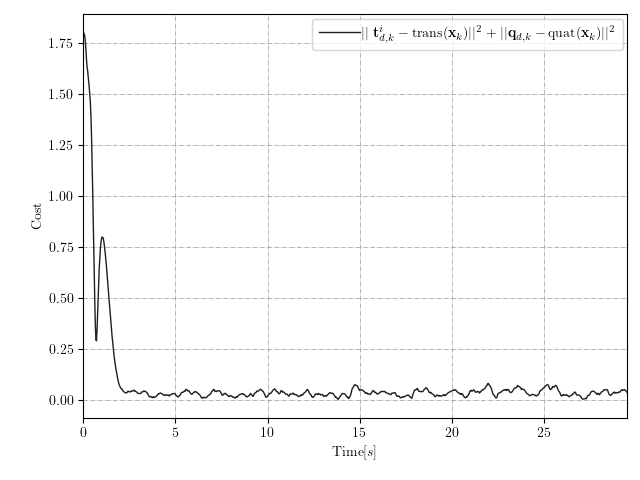 || t^i_{d,k} − trans(x_k)||^2 + ||q_{d,k} − quat(x_k)||^2
1.75
1.50
1.25
1.00
0.75
0.50
0.25
0.00
Cost
0 5 10 15 20 25
Time[s]